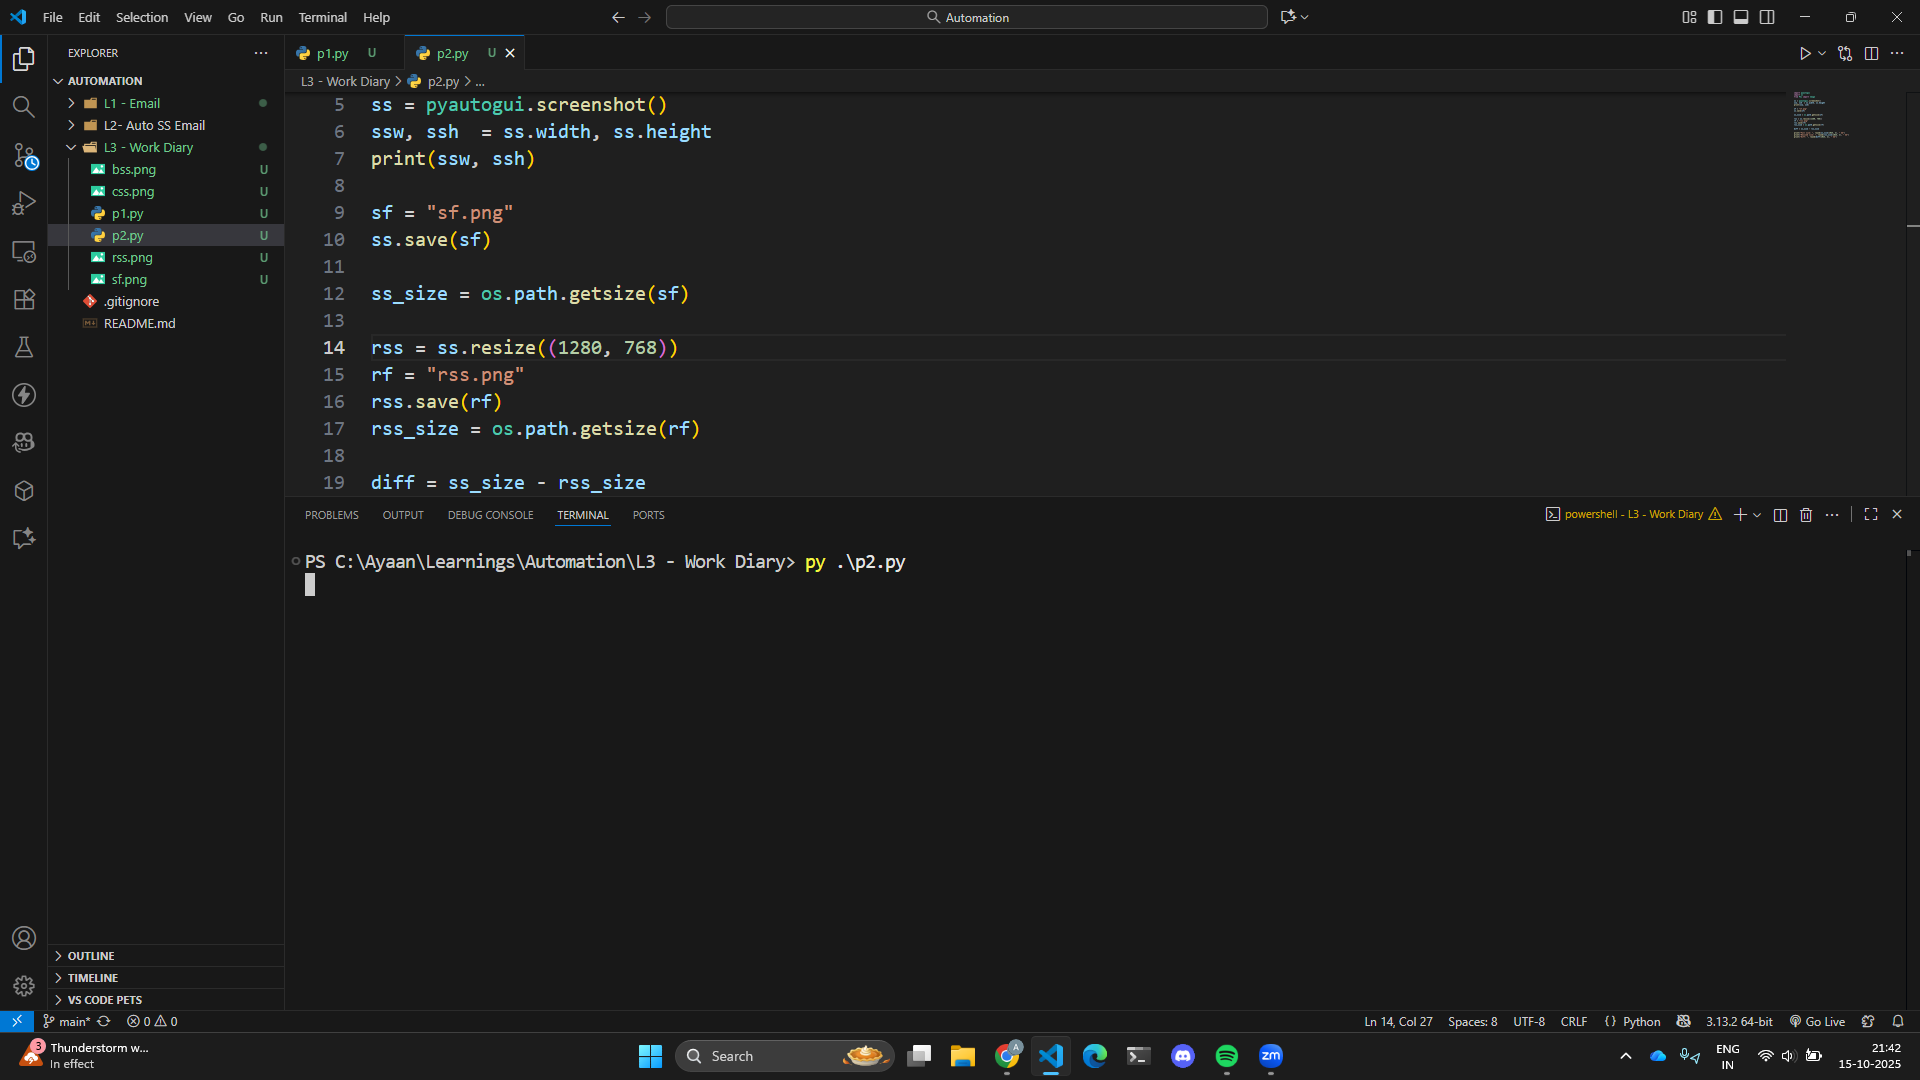 File Edit Selection View Go Run Terminal Help
Automation
EXPLORER
AUTOMATION
L1 - Email
L2- Auto SS Email
L3 - Work Diary
bss.png U
css.png U
p1.py U
p2.py U
rss.png U
sf.png U
.gitignore
README.md
OUTLINE
TIMELINE
VS CODE PETS
p1.py U
p2.py U
L3 - Work Diary > p2.py > ...
5 ss = pyautogui.screenshot()
6 ssw, ssh  = ss.width, ss.height
7 print(ssw, ssh)
8
9 sf = "sf.png"
10 ss.save(sf)
11
12 ss_size = os.path.getsize(sf)
13
14 rss = ss.resize((1280, 768))
15 rf = "rss.png"
16 rss.save(rf)
17 rss_size = os.path.getsize(rf)
18
19 diff = ss_size - rss_size
PROBLEMS OUTPUT DEBUG CONSOLE TERMINAL PORTS
powershell - L3 - Work Diary
PS C:\Ayaan\Learnings\Automation\L3 - Work Diary> py .\p2.py
main* 0 0
Ln 14, Col 27 Spaces: 8 UTF-8 CRLF {} Python 3.13.2 64-bit Go Live
3
Thunderstorm w...
In effect
Search
A
zm
ENG
IN
21:42
15-10-2025